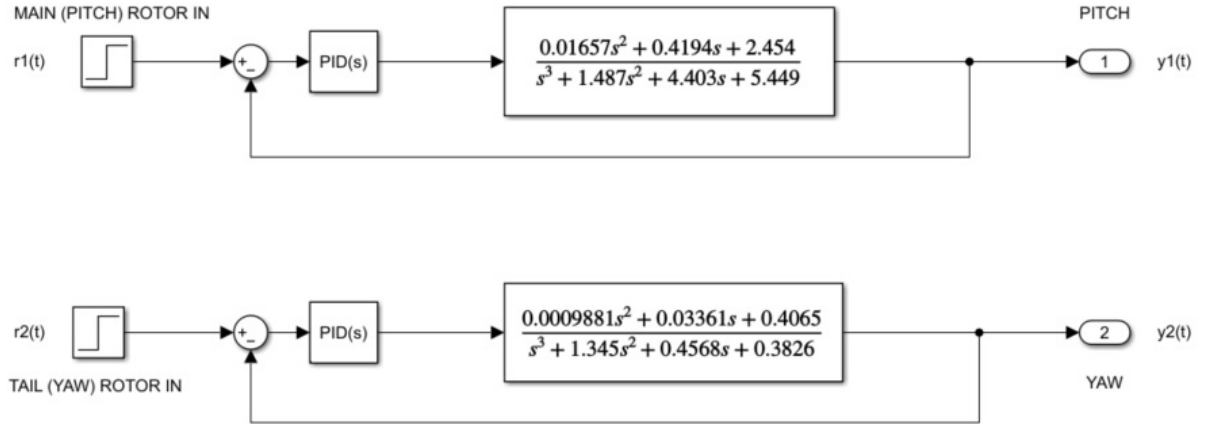 MAIN (PITCH) ROTOR IN
PITCH
r1(t)
+
−
PID(s)
0.01657s² + 0.4194s + 2.454
s³ + 1.487s² + 4.403s + 5.449
1
y1(t)
r2(t)
+
−
PID(s)
0.0009881s² + 0.03361s + 0.4065
s³ + 1.345s² + 0.4568s + 0.3826
2
y2(t)
TAIL (YAW) ROTOR IN
YAW